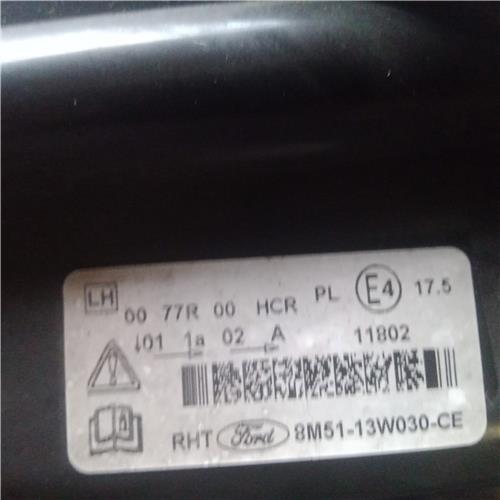 LH 00 77R 00 HCR PL E4 17.5
01 1a 02 A 11802
RHT Ford 8M51-13W030-CE